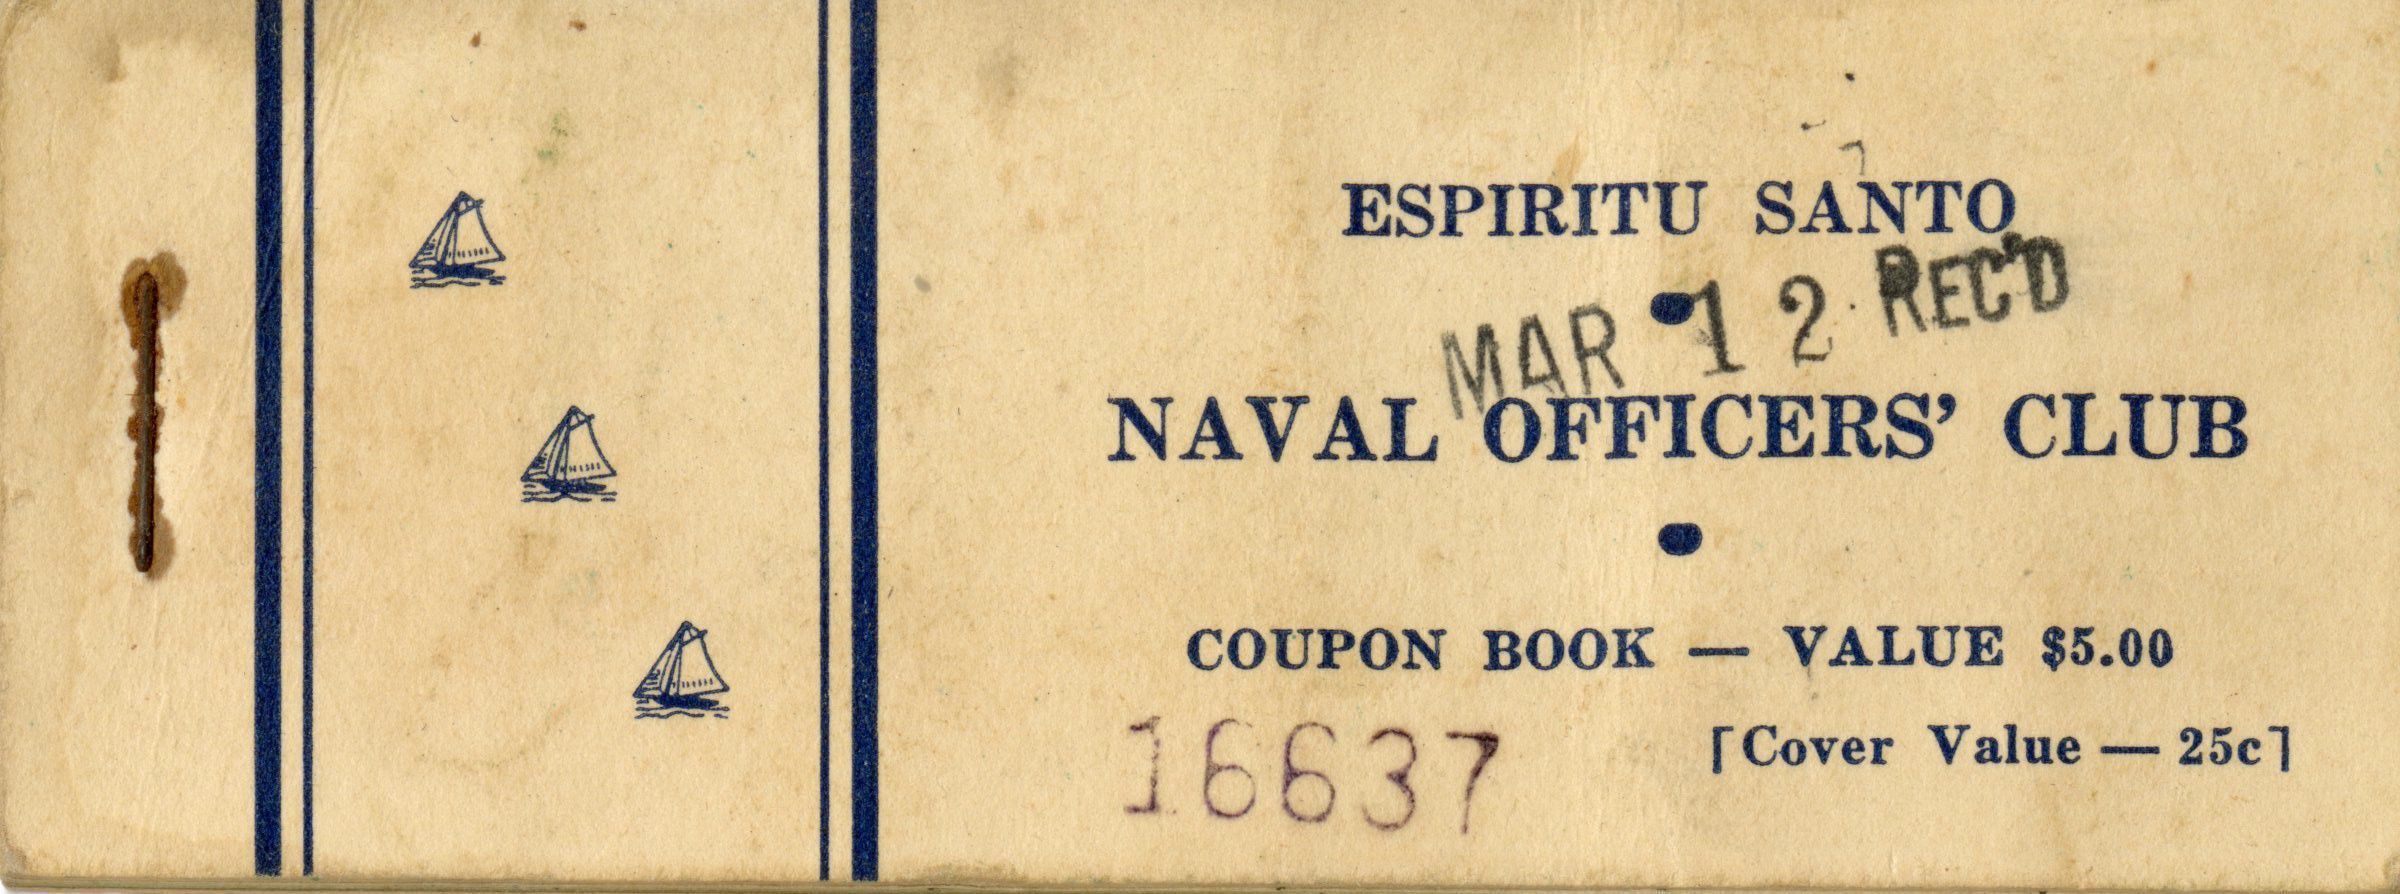 ESPIRITU SANTO
MAR 12 REC'D
NAVAL OFFICERS' CLUB
COUPON BOOK — VALUE $5.00
⌈Cover Value — 25c⌉
16637